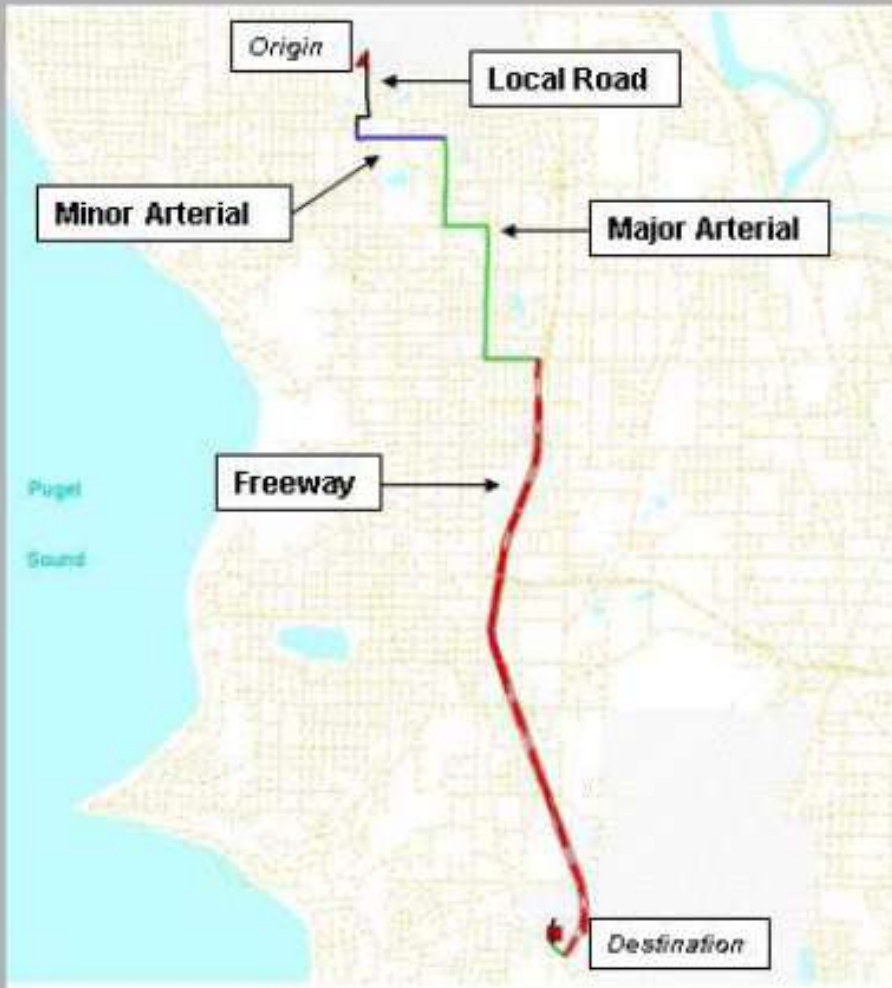 Origin
Local Road
Minor Arterial
Major Arterial
Freeway
Puget
Sound
Destination